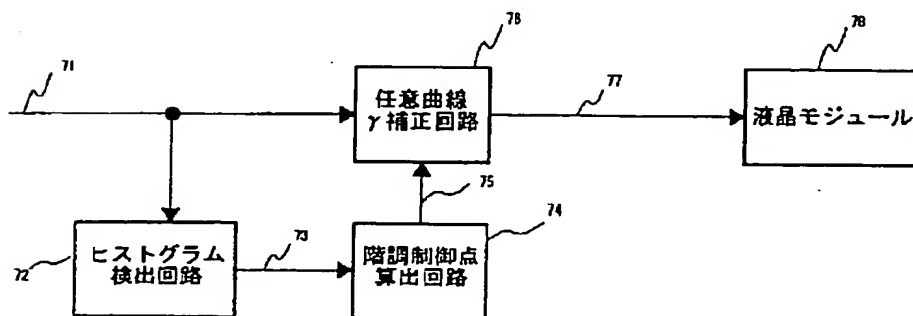 71
76
任意曲線
γ補正回路
77
78
液晶モジュール
75
72
ヒストグラム
検出回路
73
74
階調制御点
算出回路